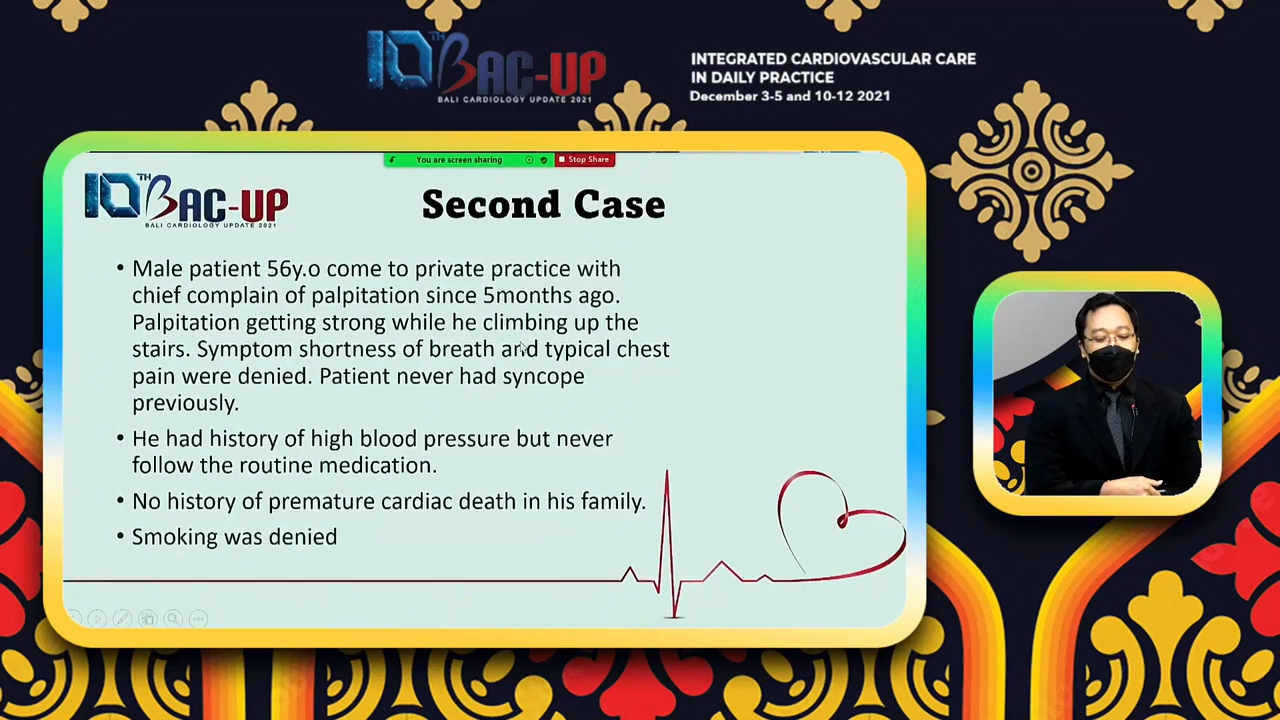 10TH BAC-UP
BALI CARDIOLOGY UPDATE 2021
INTEGRATED CARDIOVASCULAR CARE
IN DAILY PRACTICE
December 3-5 and 10-12 2021
You are screen sharing
Stop Share
10TH BAC-UP
BALI CARDIOLOGY UPDATE 2021
Second Case
• Male patient 56y.o come to private practice with
chief complain of palpitation since 5months ago.
Palpitation getting strong while he climbing up the
stairs. Symptom shortness of breath and typical chest
pain were denied. Patient never had syncope
previously.
• He had history of high blood pressure but never
follow the routine medication.
• No history of premature cardiac death in his family.
• Smoking was denied